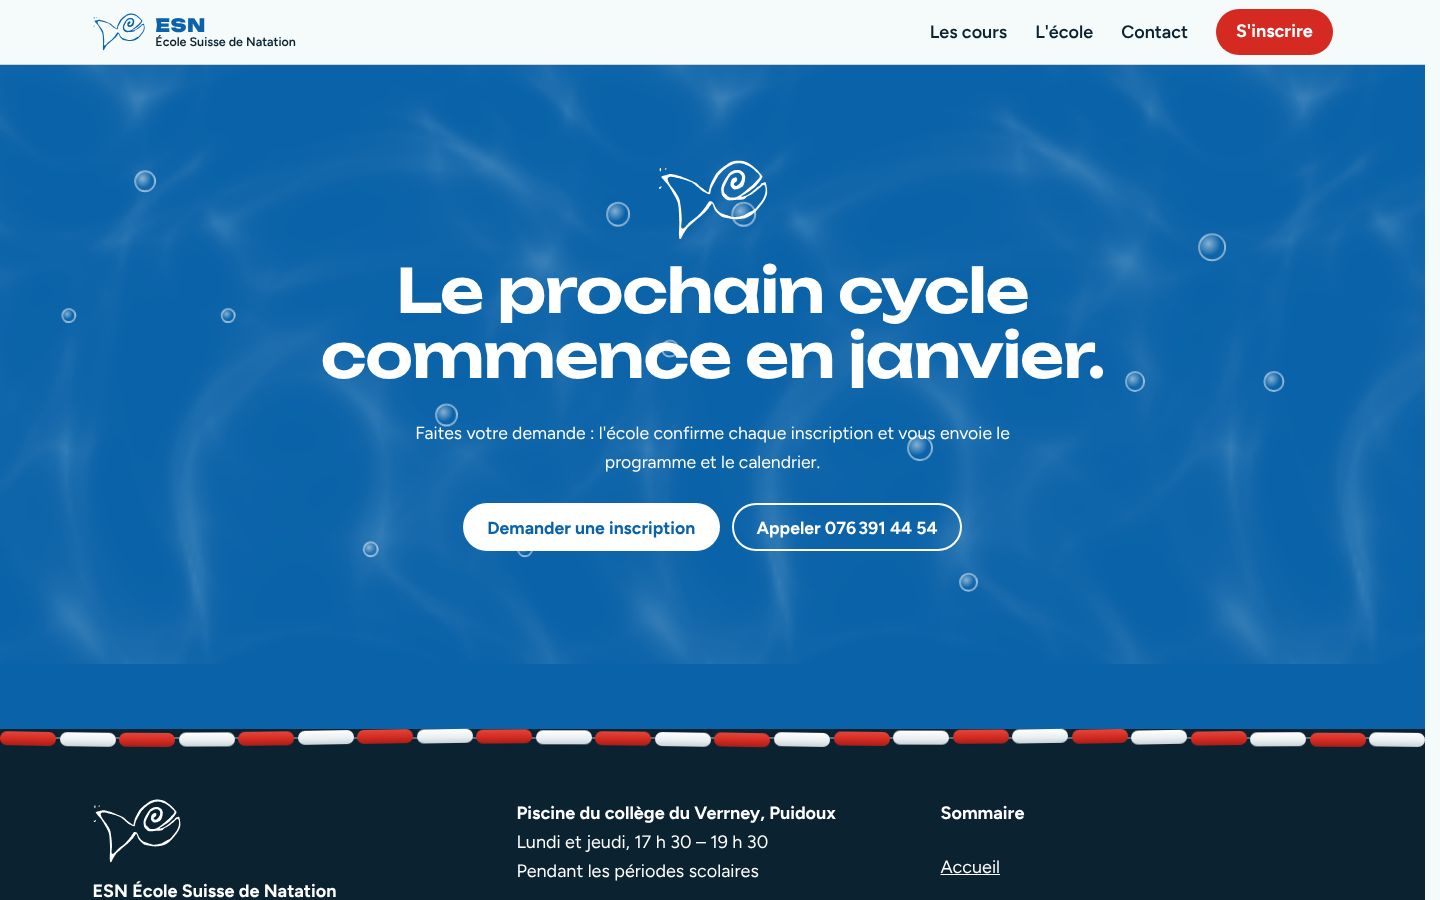 ESN
École Suisse de Natation
Les cours
L'école
Contact
S'inscrire
Le prochain cycle
commence en janvier.
Faites votre demande : l'école confirme chaque inscription et vous envoie le
programme et le calendrier.
Demander une inscription
Appeler 076 391 44 54
Piscine du collège du Verrney, Puidoux
Lundi et jeudi, 17 h 30 – 19 h 30
Pendant les périodes scolaires
Sommaire
Accueil
ESN École Suisse de Natation